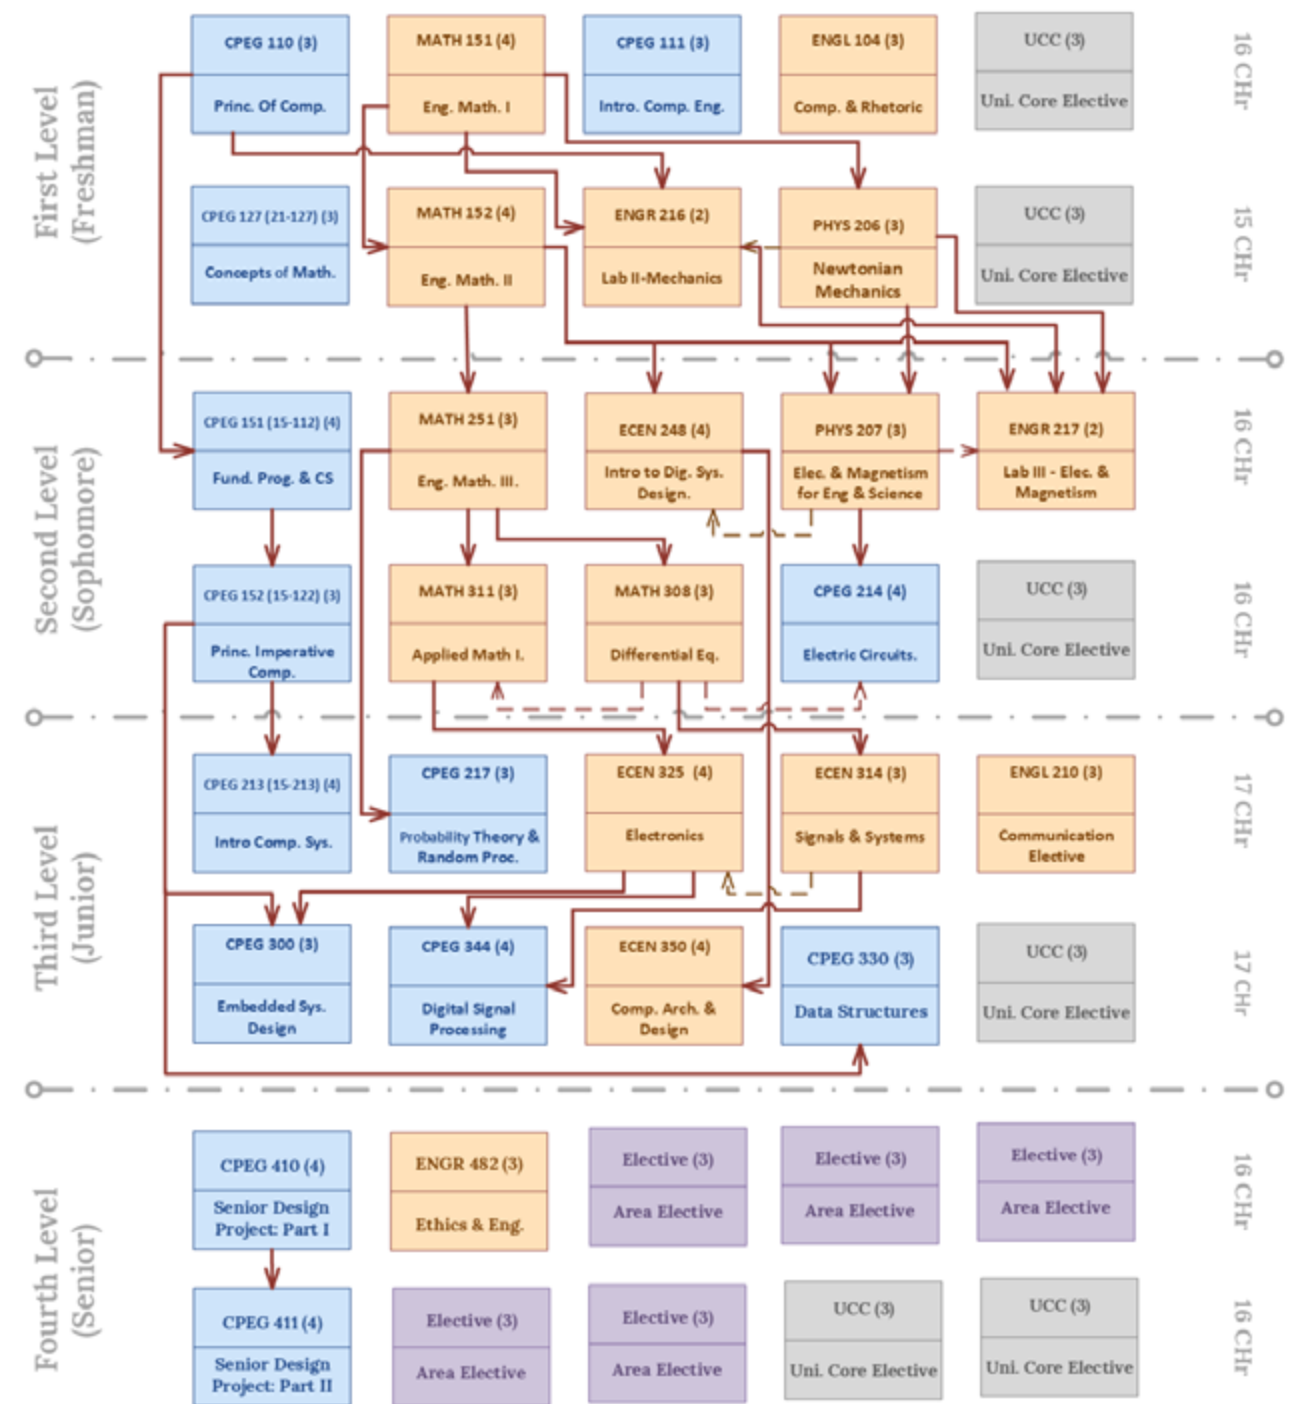 First Level
(Freshman)
CPEG 110 (3)
Princ. Of Comp.
MATH 151 (4)
Eng. Math. I
CPEG 111 (3)
Intro. Comp. Eng.
ENGL 104 (3)
Comp. & Rhetoric
UCC (3)
Uni. Core Elective
16 CHr
CPEG 127 (21-127) (3)
Concepts of Math.
MATH 152 (4)
Eng. Math. II
ENGR 216 (2)
Lab II-Mechanics
PHYS 206 (3)
Newtonian
Mechanics
UCC (3)
Uni. Core Elective
15 CHr
Second Level
(Sophomore)
CPEG 151 (15-112) (4)
Fund. Prog. & CS
MATH 251 (3)
Eng. Math. III.
ECEN 248 (4)
Intro to Dig. Sys.
Design.
PHYS 207 (3)
Elec. & Magnetism
for Eng & Science
ENGR 217 (2)
Lab III - Elec. &
Magnetism
16 CHr
CPEG 152 (15-122) (3)
Princ. Imperative
Comp.
MATH 311 (3)
Applied Math I.
MATH 308 (3)
Differential Eq.
CPEG 214 (4)
Electric Circuits.
UCC (3)
Uni. Core Elective
16 CHr
Third Level
(Junior)
CPEG 213 (15-213) (4)
Intro Comp. Sys.
CPEG 217 (3)
Probability Theory &
Random Proc.
ECEN 325 (4)
Electronics
ECEN 314 (3)
Signals & Systems
ENGL 210 (3)
Communication
Elective
17 CHr
CPEG 300 (3)
Embedded Sys.
Design
CPEG 344 (4)
Digital Signal
Processing
ECEN 350 (4)
Comp. Arch. &
Design
CPEG 330 (3)
Data Structures
UCC (3)
Uni. Core Elective
17 CHr
Fourth Level
(Senior)
CPEG 410 (4)
Senior Design
Project: Part I
ENGR 482 (3)
Ethics & Eng.
Elective (3)
Area Elective
Elective (3)
Area Elective
Elective (3)
Area Elective
16 CHr
CPEG 411 (4)
Senior Design
Project: Part II
Elective (3)
Area Elective
Elective (3)
Area Elective
UCC (3)
Uni. Core Elective
UCC (3)
Uni. Core Elective
16 CHr